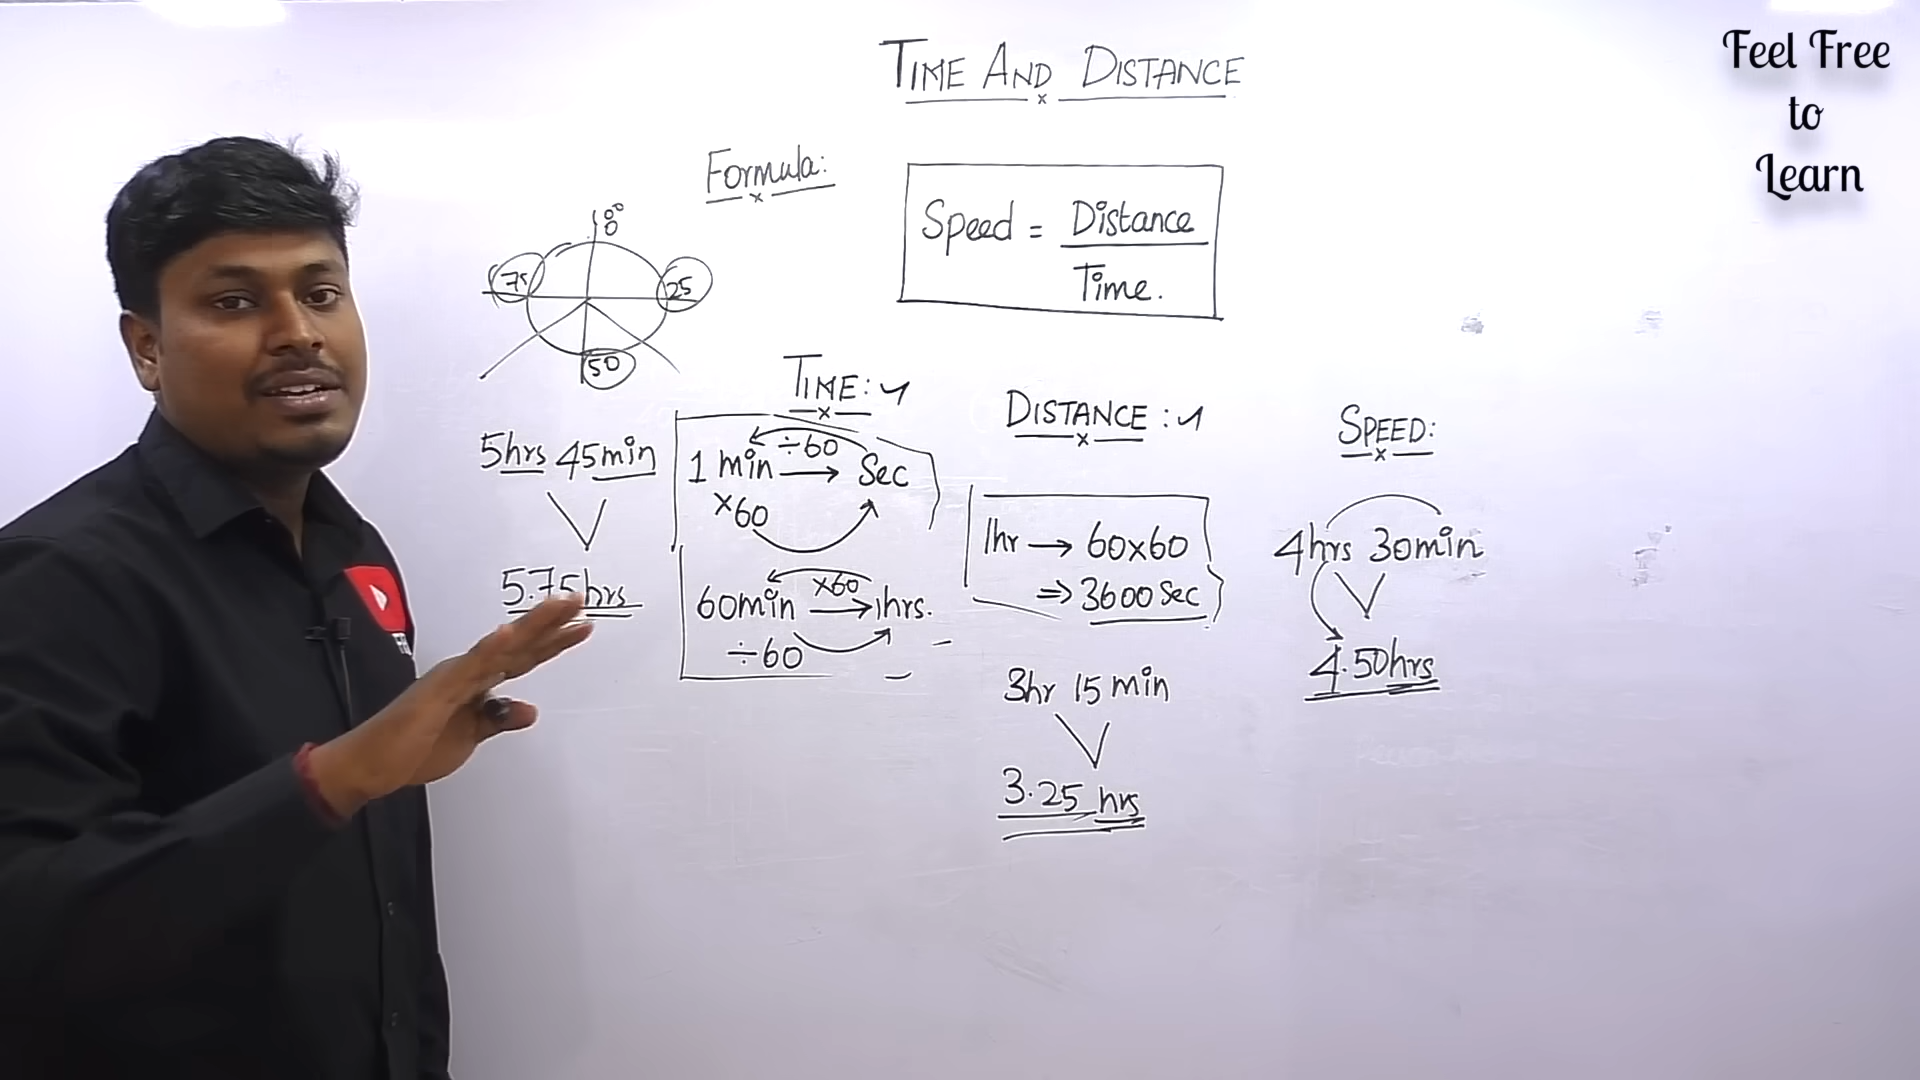 Feel Free
to
Learn
TIME AND DISTANCE
Formula:
Speed = Distance
Time.
75
25
50
TIME:
DISTANCE:
SPEED:
5hrs 45min
5.75hrs
÷60
1 min → Sec
×60
×60
60min → 1hrs.
÷60
1hr → 60×60
⇒ 3600 Sec
3hr 15 min
3.25 hrs
4hrs 30min
4.50hrs